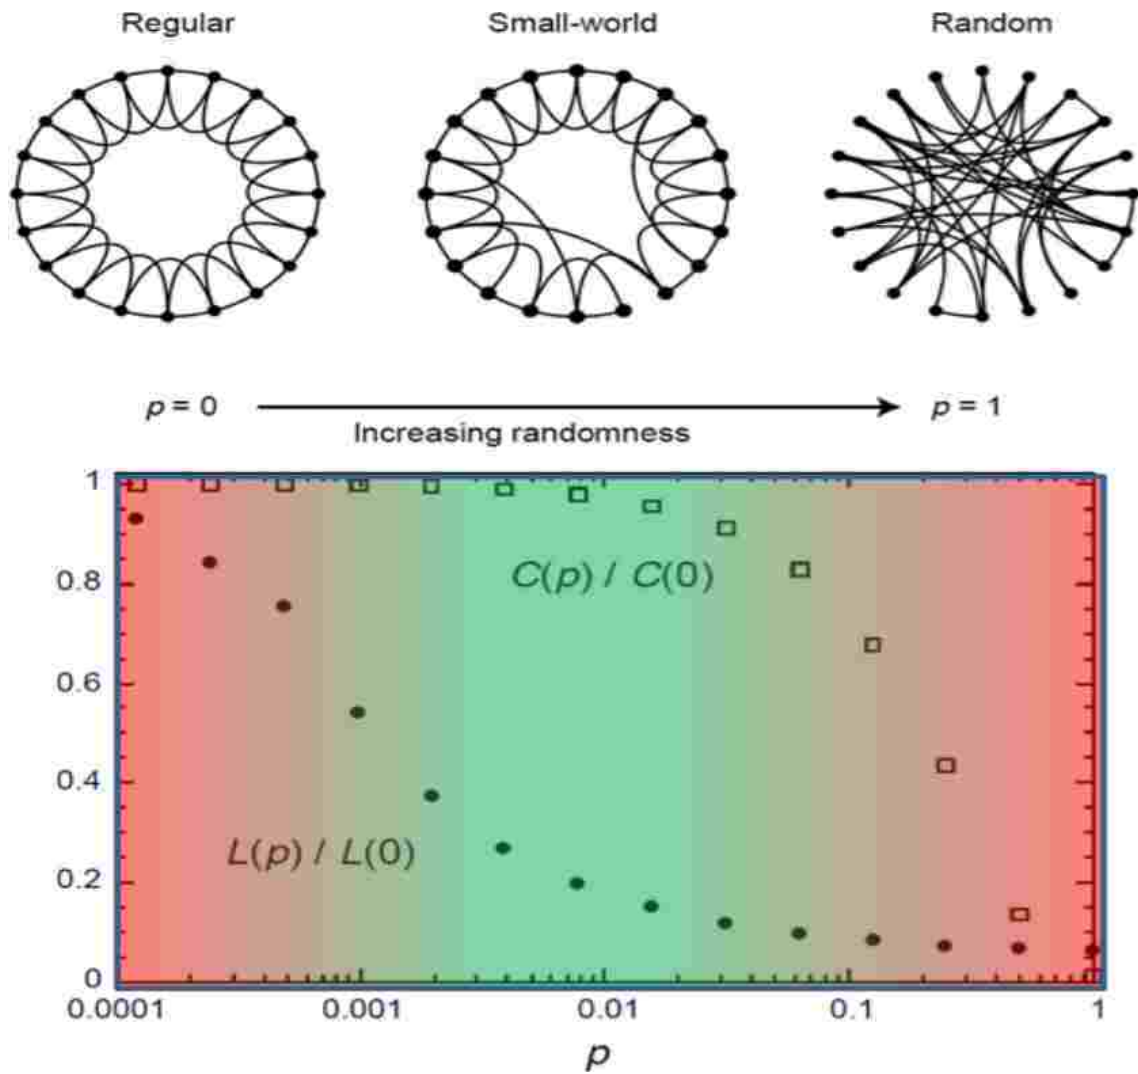 Regular Small-world Random
p = 0 p = 1
Increasing randomness
1
C(p) / C(0)
0.8
0.6
0.4
L(p) / L(0)
0.2
0
0.0001 0.001 0.01 0.1 1
p